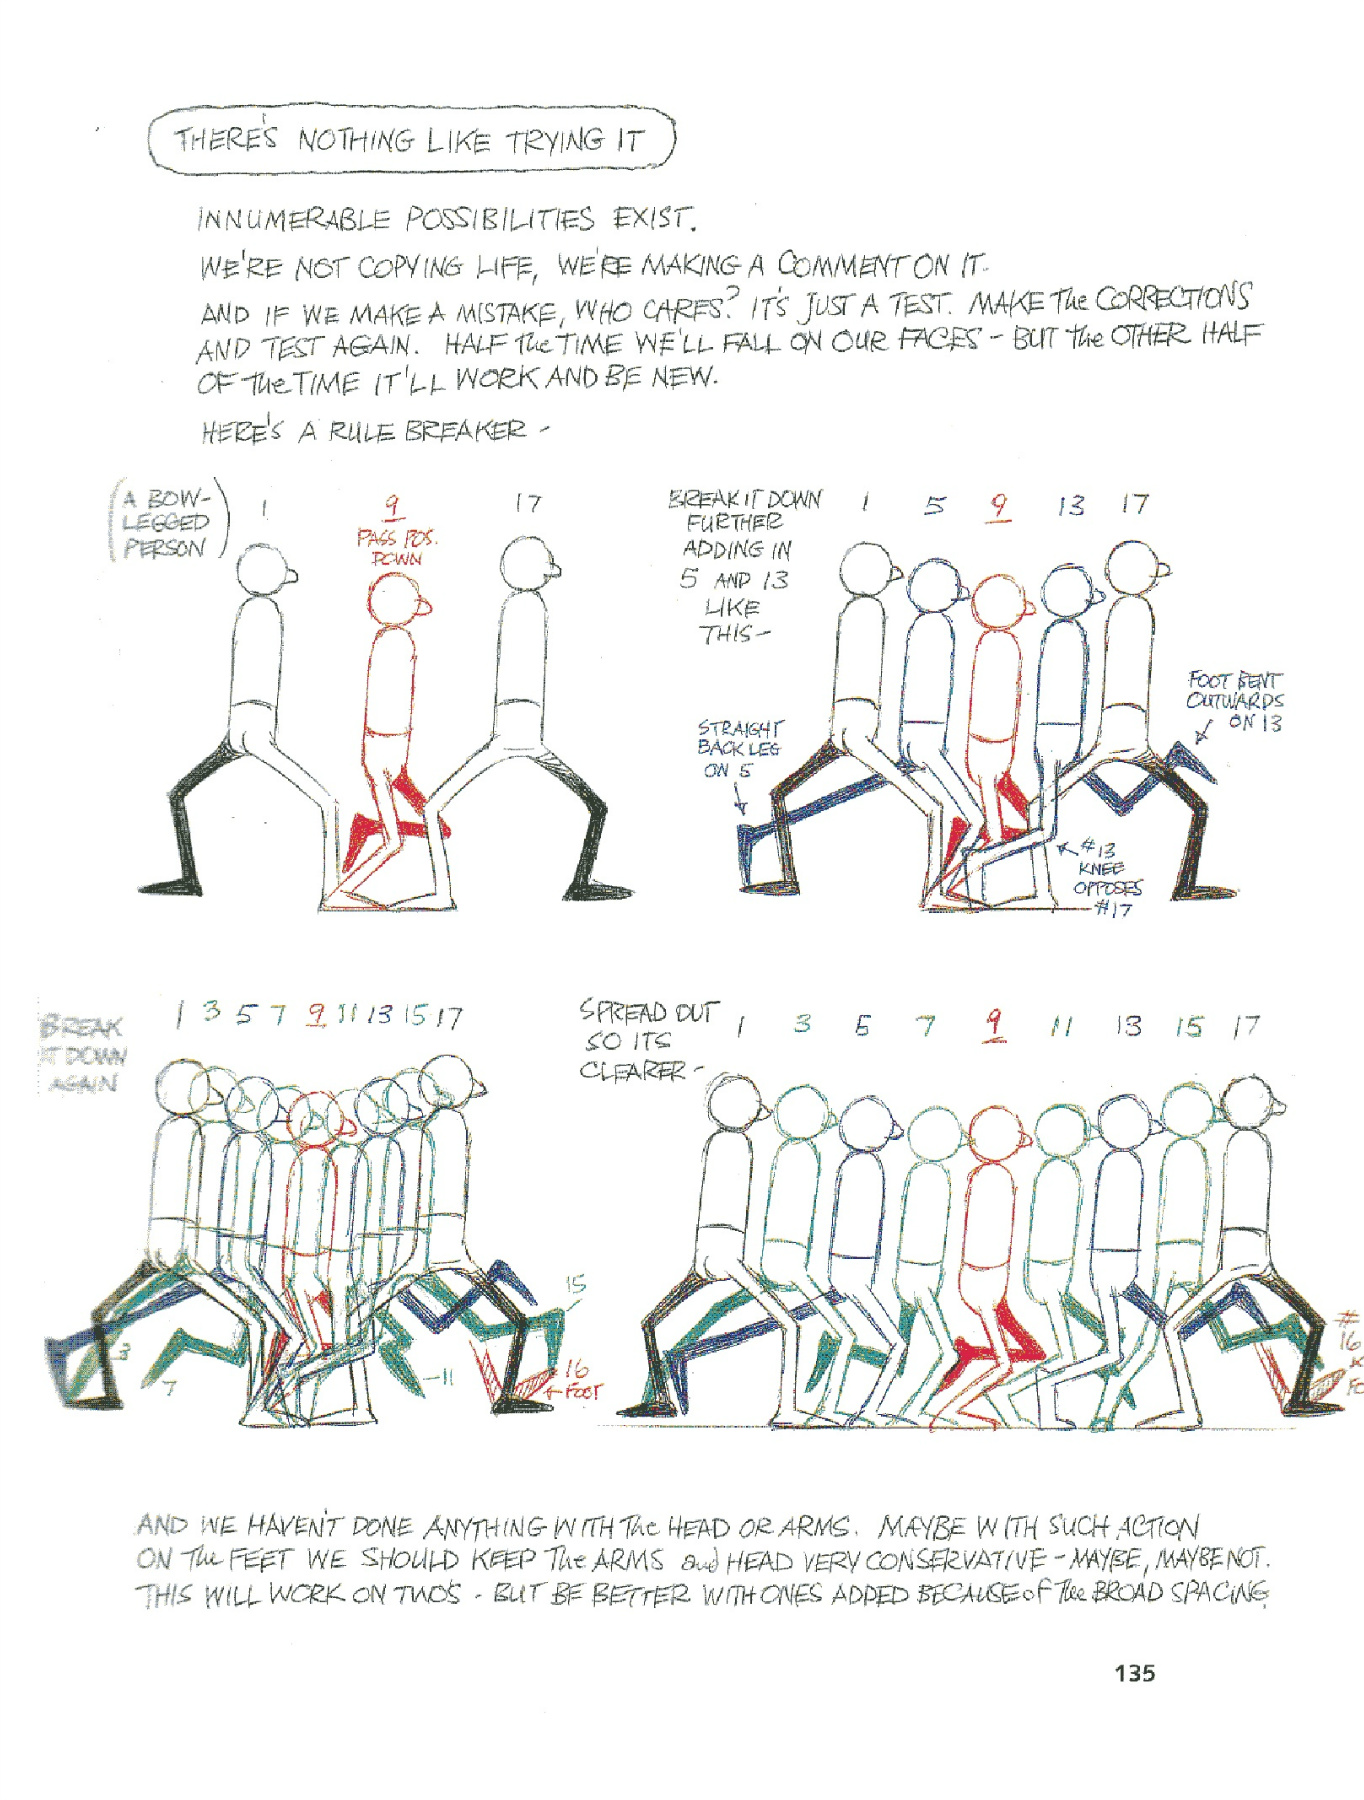 THERE'S NOTHING LIKE TRYING IT
INNUMERABLE POSSIBILITIES EXIST.
WE'RE NOT COPYING LIFE, WE'RE MAKING A COMMENT ON IT.
AND IF WE MAKE A MISTAKE, WHO CARES? IT'S JUST A TEST. MAKE The CORRECTIONS
AND TEST AGAIN. HALF The TIME WE'LL FALL ON OUR FACES - BUT The OTHER HALF
OF The TIME IT'LL WORK AND BE NEW.
HERE'S A RULE BREAKER -
(A BOW-
LEGGED
PERSON)
1 9 17
PASS POS.
DOWN
BREAK IT DOWN
FURTHER
ADDING IN
5 AND 13
LIKE
THIS -
1 5 9 13 17
STRAIGHT
BACK LEG
ON 5
FOOT BENT
OUTWARDS
ON 13
#13
KNEE
OPPOSES
#17
BREAK
IT DOWN
AGAIN
1 3 5 7 9 11 13 15 17
3
7
11
15
16
FOOT
SPREAD OUT
SO ITS
CLEARER -
1 3 5 7 9 11 13 15 17
#
16
AND WE HAVEN'T DONE ANYTHING WITH The HEAD OR ARMS. MAYBE WITH SUCH ACTION
ON The FEET WE SHOULD KEEP The ARMS and HEAD VERY CONSERVATIVE - MAYBE, MAYBE NOT.
THIS WILL WORK ON TWO'S - BUT BE BETTER WITH ONES ADDED BECAUSE of The BROAD SPACING
135